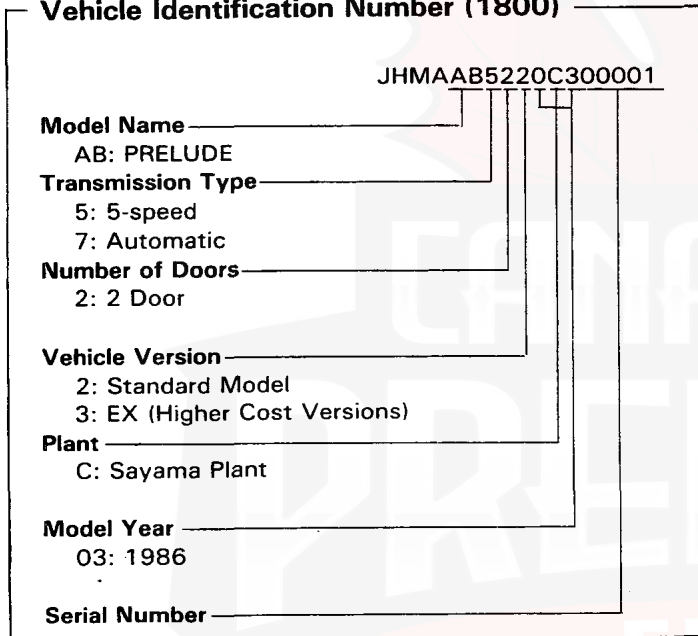 Vehicle Identification Number (1800)
JHMAAB5220C300001
Model Name
AB: PRELUDE
Transmission Type
5: 5-speed
7: Automatic
Number of Doors
2: 2 Door
Vehicle Version
2: Standard Model
3: EX (Higher Cost Versions)
Plant
C: Sayama Plant
Model Year
03: 1986
Serial Number